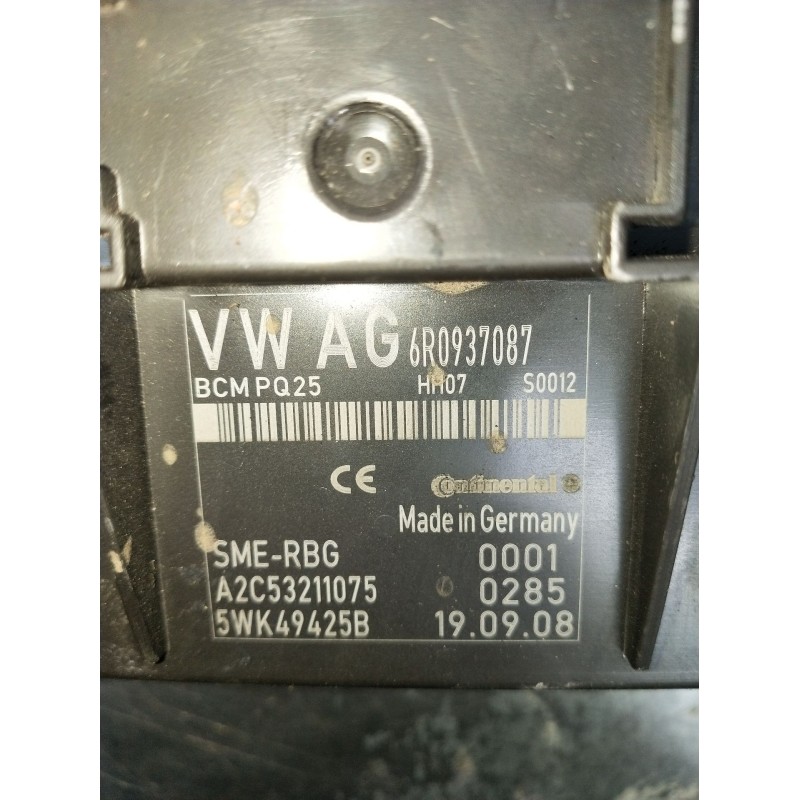 VW AG 6R0937087
BCM PQ25 HH07 S0012
CE Continental
Made in Germany
SME-RBG 0001
A2C53211075 0285
5WK49425B 19.09.08